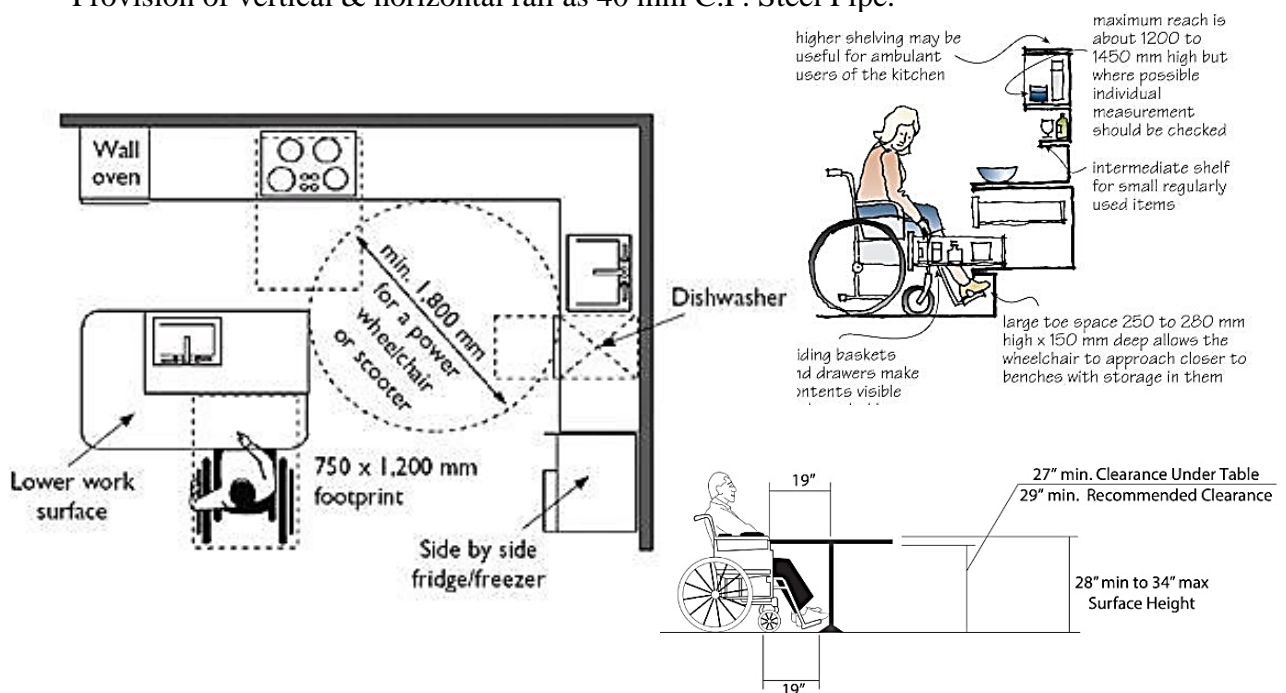 Provision of vertical & horizontal rail as 40 mm C.P. Steel Pipe.
Wall
oven
min. 1,800 mm
for a power
wheelchair
or scooter
Dishwasher
Lower work
surface
750 x 1,200 mm
footprint
Side by side
fridge/freezer
higher shelving may be
useful for ambulant
users of the kitchen
maximum reach is
about 1200 to
1450 mm high but
where possible
individual
measurement
should be checked
intermediate shelf
for small regularly
used items
large toe space 250 to 280 mm
high x 150 mm deep allows the
wheelchair to approach closer to
benches with storage in them
baskets
drawers make
visible
19"
27" min. Clearance Under Table
29" min. Recommended Clearance
28" min to 34" max
Surface Height
19"